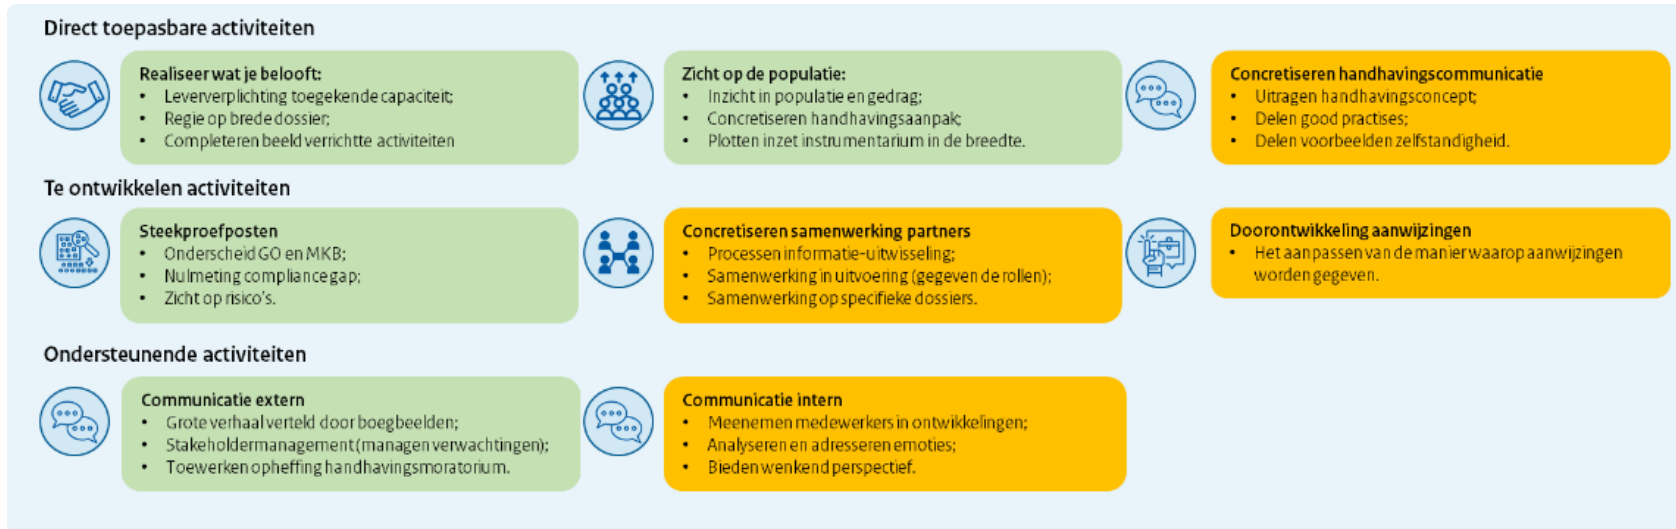 Direct toepasbare activiteiten
Realiseer wat je belooft:
• Leververplichting toegekende capaciteit;
• Regie op brede dossier;
• Completeren beeld verrichtte activiteiten
Zicht op de populatie:
• Inzicht in populatie en gedrag;
• Concretiseren handhavingsaanpak;
• Plotten inzet instrumentarium in de breedte.
Concretiseren handhavingscommunicatie
• Uitragen handhavingsconcept;
• Delen good practises;
• Delen voorbeelden zelfstandigheid.
Te ontwikkelen activiteiten
Steekproefposten
• Onderscheid GO en MKB;
• Nulmeting compliance gap;
• Zicht op risico's.
Concretiseren samenwerking partners
• Processen informatie-uitwisseling;
• Samenwerking in uitvoering (gegeven de rollen);
• Samenwerking op specifieke dossiers.
Doorontwikkeling aanwijzingen
• Het aanpassen van de manier waarop aanwijzingen
worden gegeven.
Ondersteunende activiteiten
Communicatie extern
• Grote verhaal verteld door boegbeelden;
• Stakeholdermanagement (managen verwachtingen);
• Toewerken opheffing handhavingsmoratorium.
Communicatie intern
• Meenemen medewerkers in ontwikkelingen;
• Analyseren en adresseren emoties;
• Bieden wenkend perspectief.